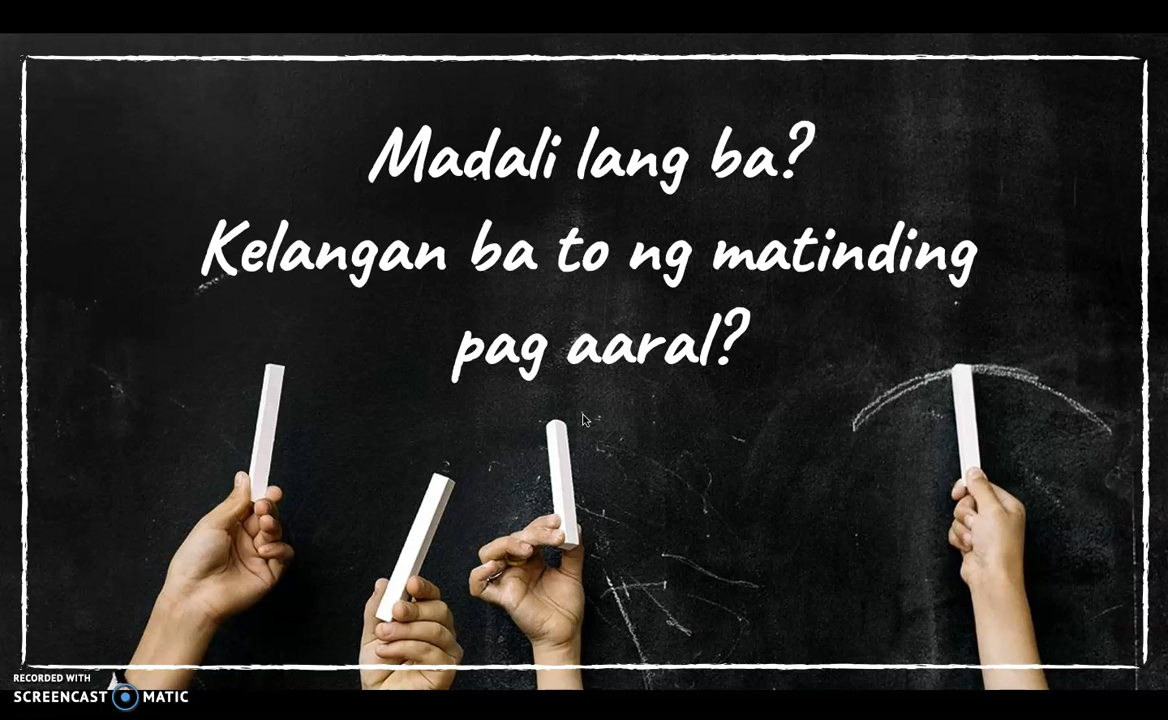 Madali lang ba?
Kelangan ba to ng matinding
pag aaral?
RECORDED WITH
SCREENCAST MATIC